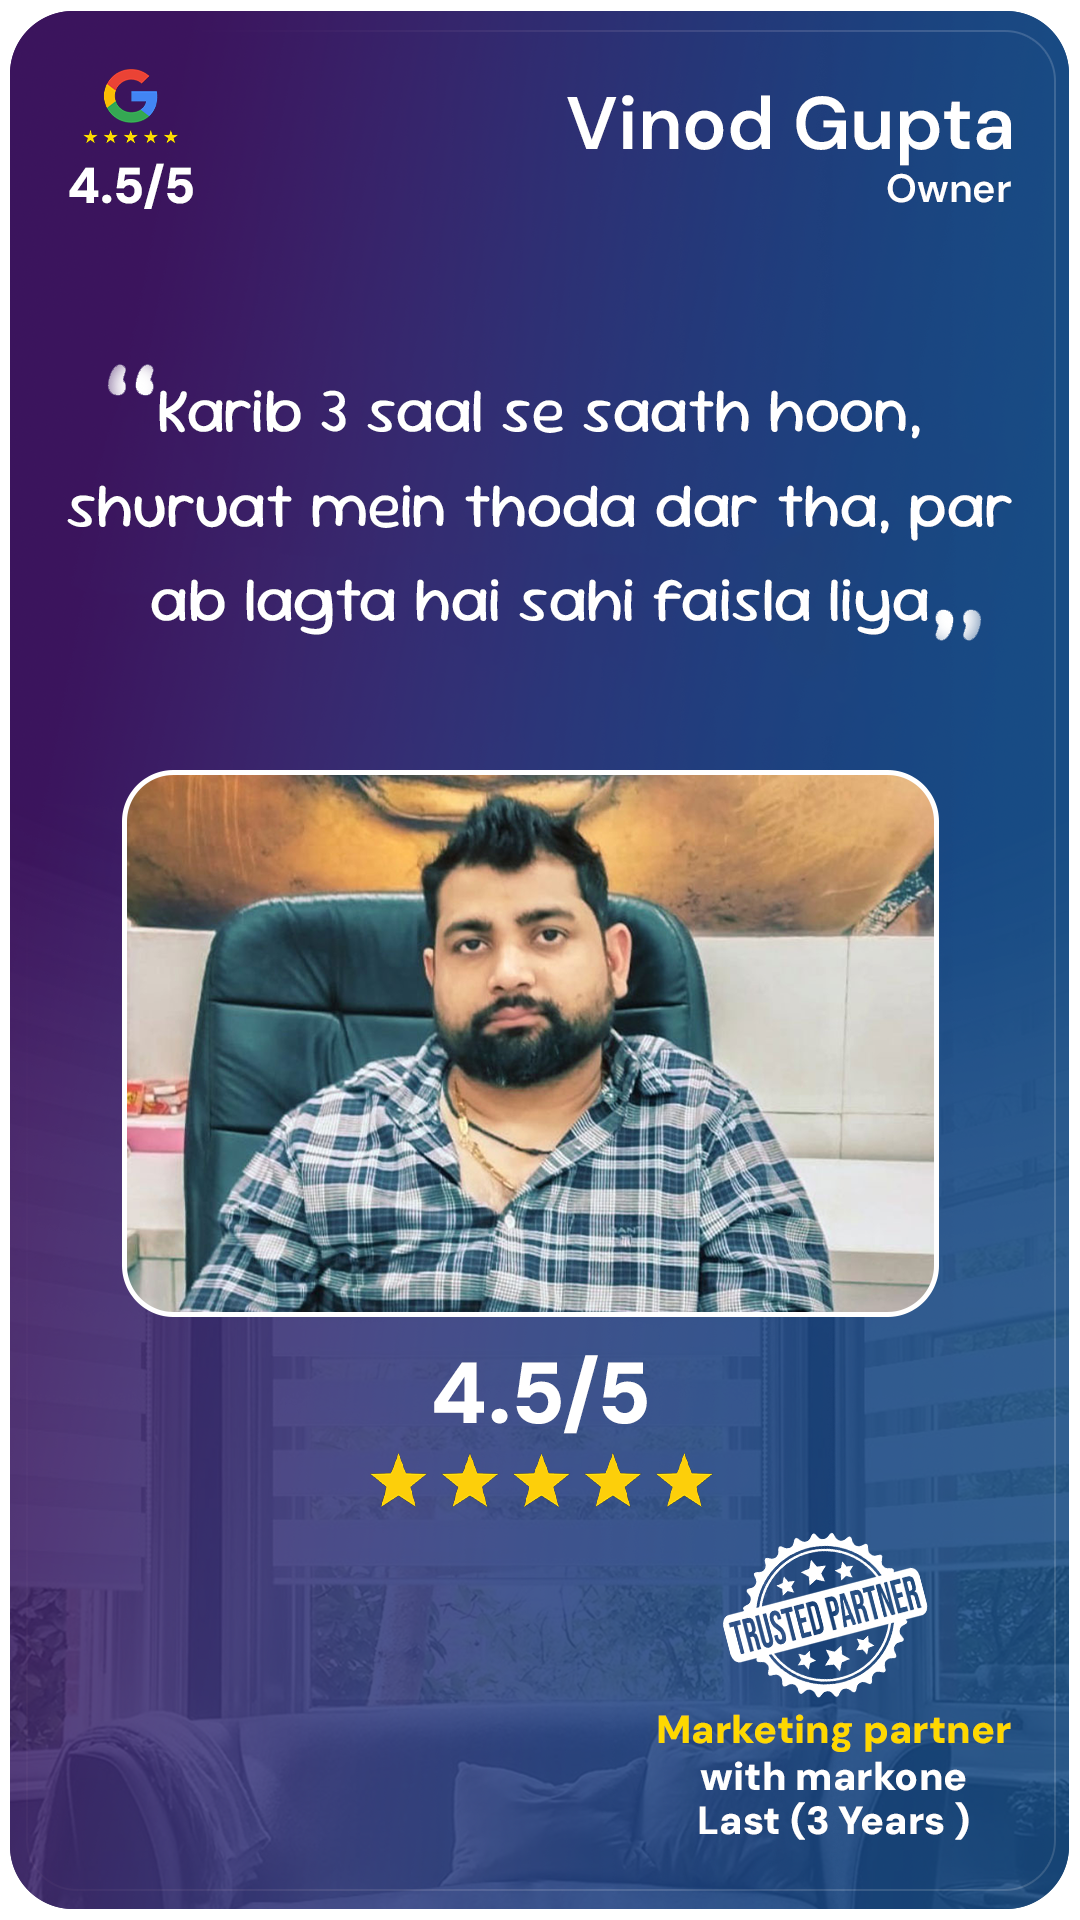 G
4.5/5
Vinod Gupta
Owner
“Karib 3 saal se saath hoon,
shuruat mein thoda dar tha, par
ab lagta hai sahi faisla liya”
4.5/5
TRUSTED PARTNER
Marketing partner
with markone
Last (3 Years )